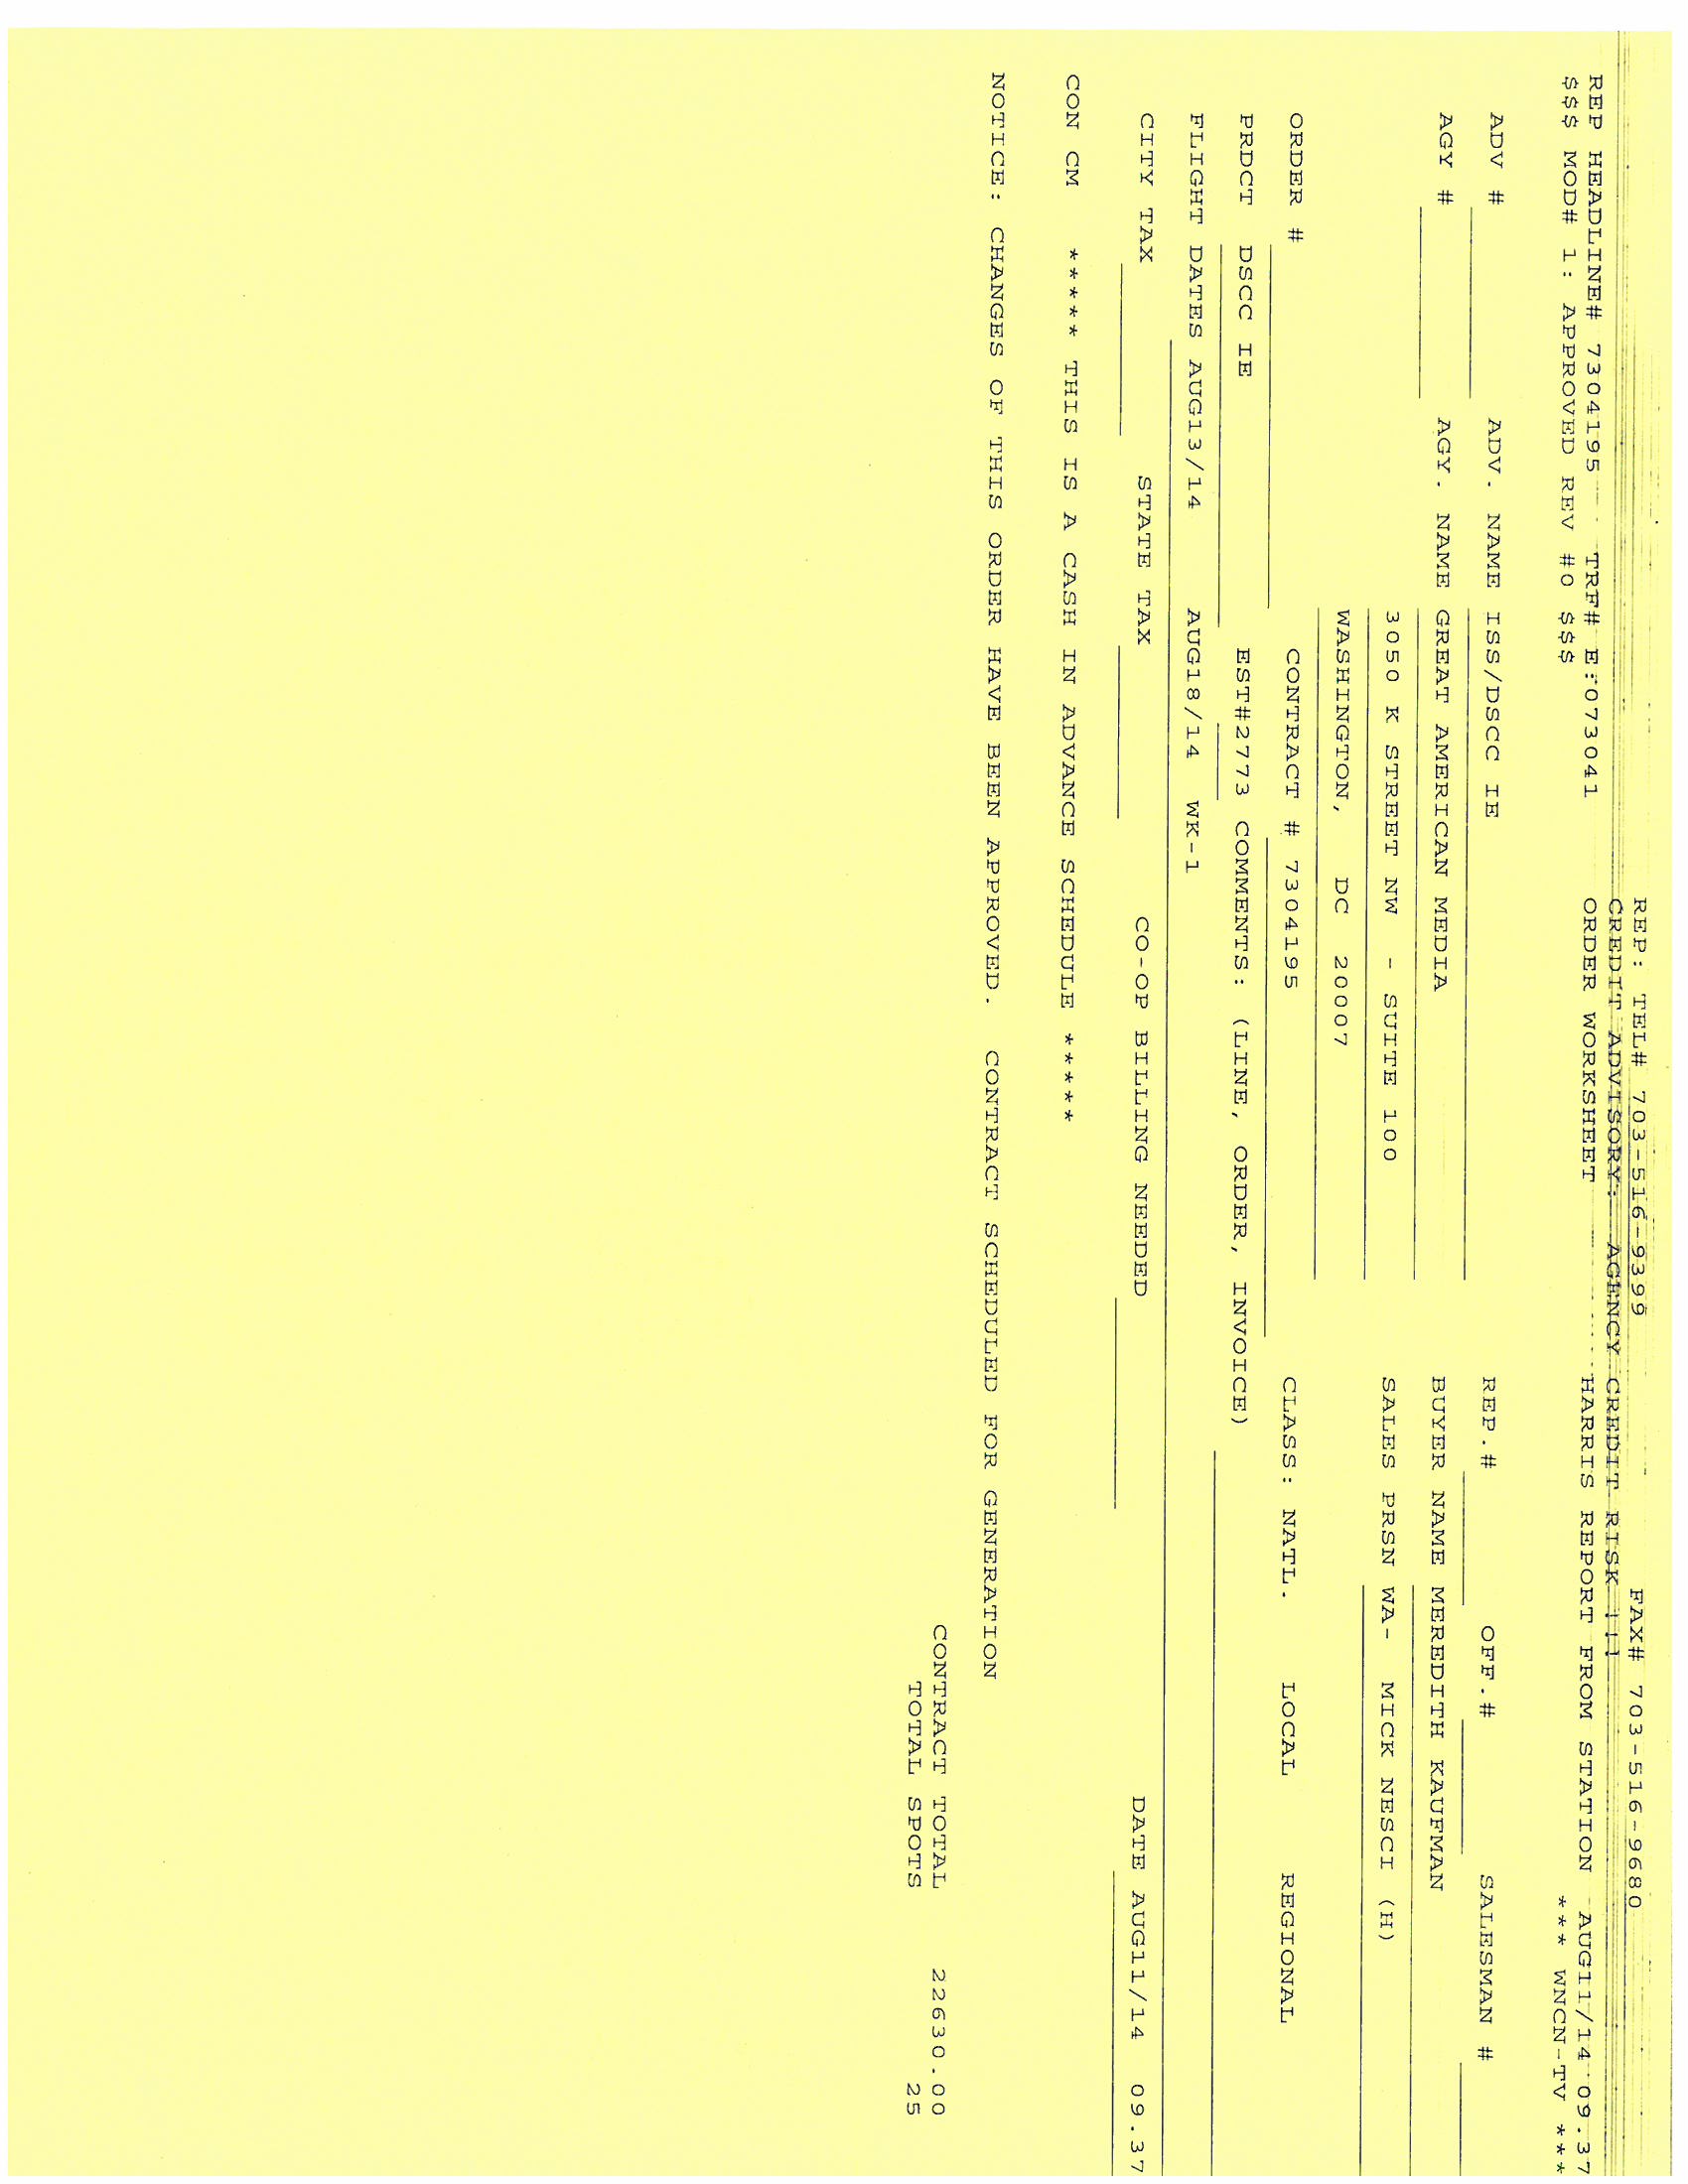 REP: TEL# 703-516-9399 FAX# 703-516-9680
CREDIT ADVISORY: AGENCY CREDIT RISK !!!
REP HEADLINE# 7304195 TRF# E:073041 ORDER WORKSHEET HARRIS REPORT FROM STATION AUG11/14 09.37
$$$ MOD# 1: APPROVED REV #0 $$$ *** WNCN-TV ***
ADV # ADV. NAME ISS/DSCC IE REP.# OFF.# SALESMAN #
AGY # AGY. NAME GREAT AMERICAN MEDIA BUYER NAME MEREDITH KAUFMAN
3050 K STREET NW - SUITE 100 SALES PRSN WA- MICK NESCI (H)
WASHINGTON, DC 20007
ORDER # CONTRACT # 7304195 CLASS: NATL. LOCAL REGIONAL
PRDCT DSCC IE EST#2773 COMMENTS: (LINE, ORDER, INVOICE)
FLIGHT DATES AUG13/14 AUG18/14 WK-1
CITY TAX STATE TAX CO-OP BILLING NEEDED DATE AUG11/14 09.37
CON CM ***** THIS IS A CASH IN ADVANCE SCHEDULE *****
NOTICE: CHANGES OF THIS ORDER HAVE BEEN APPROVED. CONTRACT SCHEDULED FOR GENERATION
CONTRACT TOTAL 22630.00
TOTAL SPOTS 25